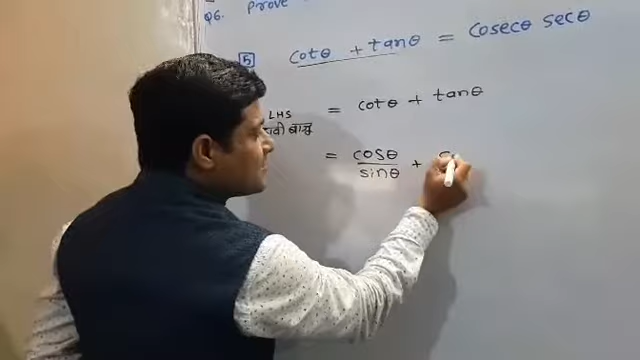 Q6. Prove
5 cotθ + tanθ = cosecθ secθ
LHS = cotθ + tanθ
बाजु
= cosθ/sinθ +